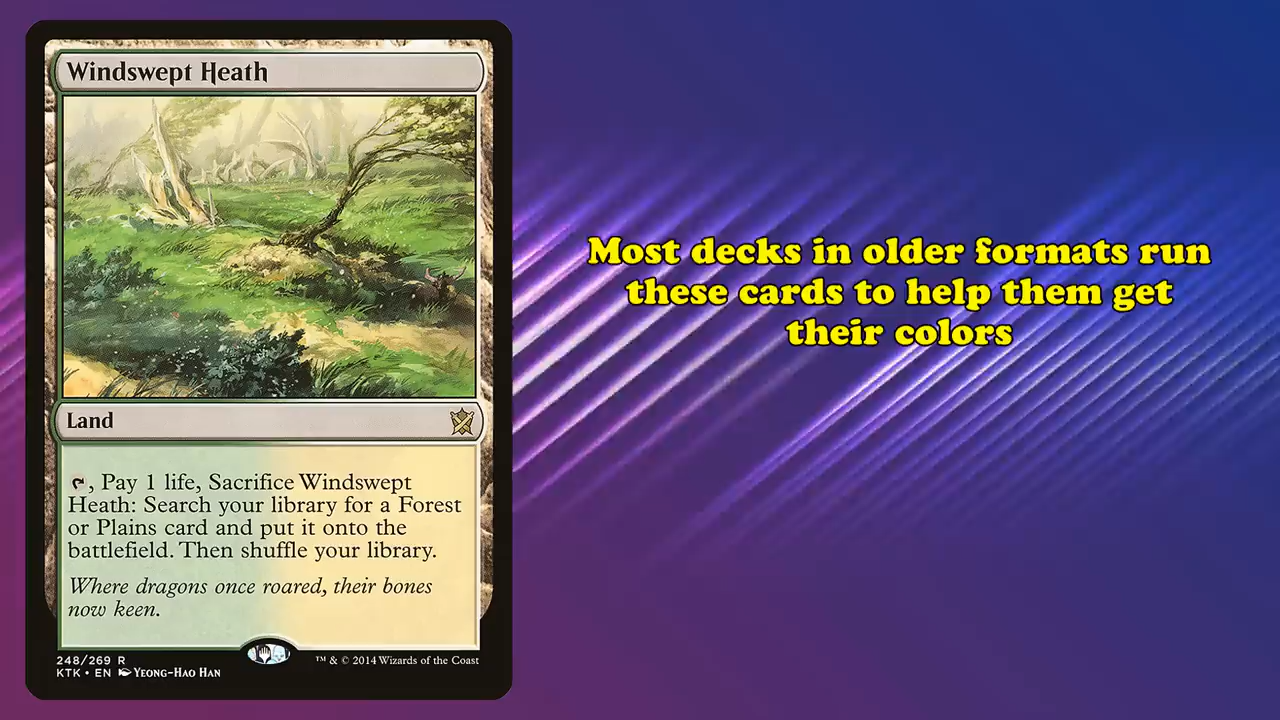 Windswept Heath
Most decks in older formats run
these cards to help them get
their colors
Land
, Pay 1 life, Sacrifice Windswept
Heath: Search your library for a Forest
or Plains card and put it onto the
battlefield. Then shuffle your library.
Where dragons once roared, their bones
now keen.
248/269 R
KTK • EN Yeong-Hao Han
™ & © 2014 Wizards of the Coast